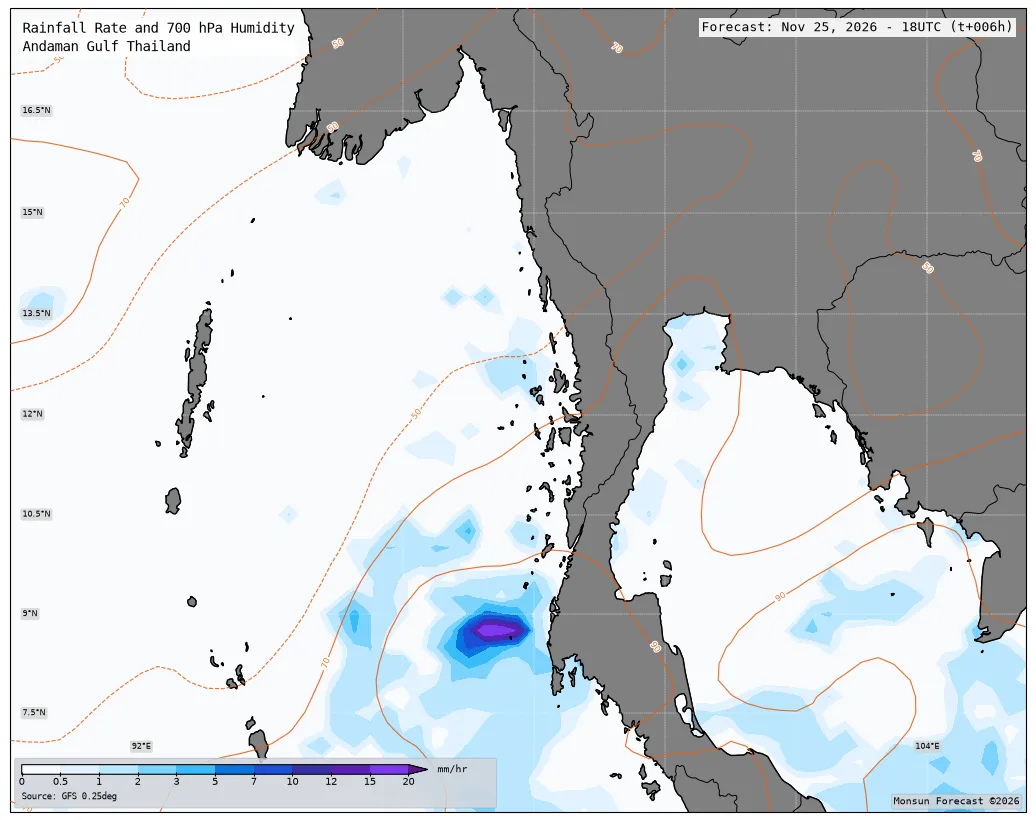 Rainfall Rate and 700 hPa Humidity
Andaman Gulf Thailand
Forecast: Nov 25, 2026 - 18UTC (t+006h)
50
50
70
16.5°N
50
70
70
15°N
50
13.5°N
12°N
50
10.5°N
90
9°N
90
70
7.5°N
92°E
104°E
mm/hr
0 0.5 1 2 3 5 7 10 12 15 20
Source: GFS 0.25deg
Monsun Forecast ©2026